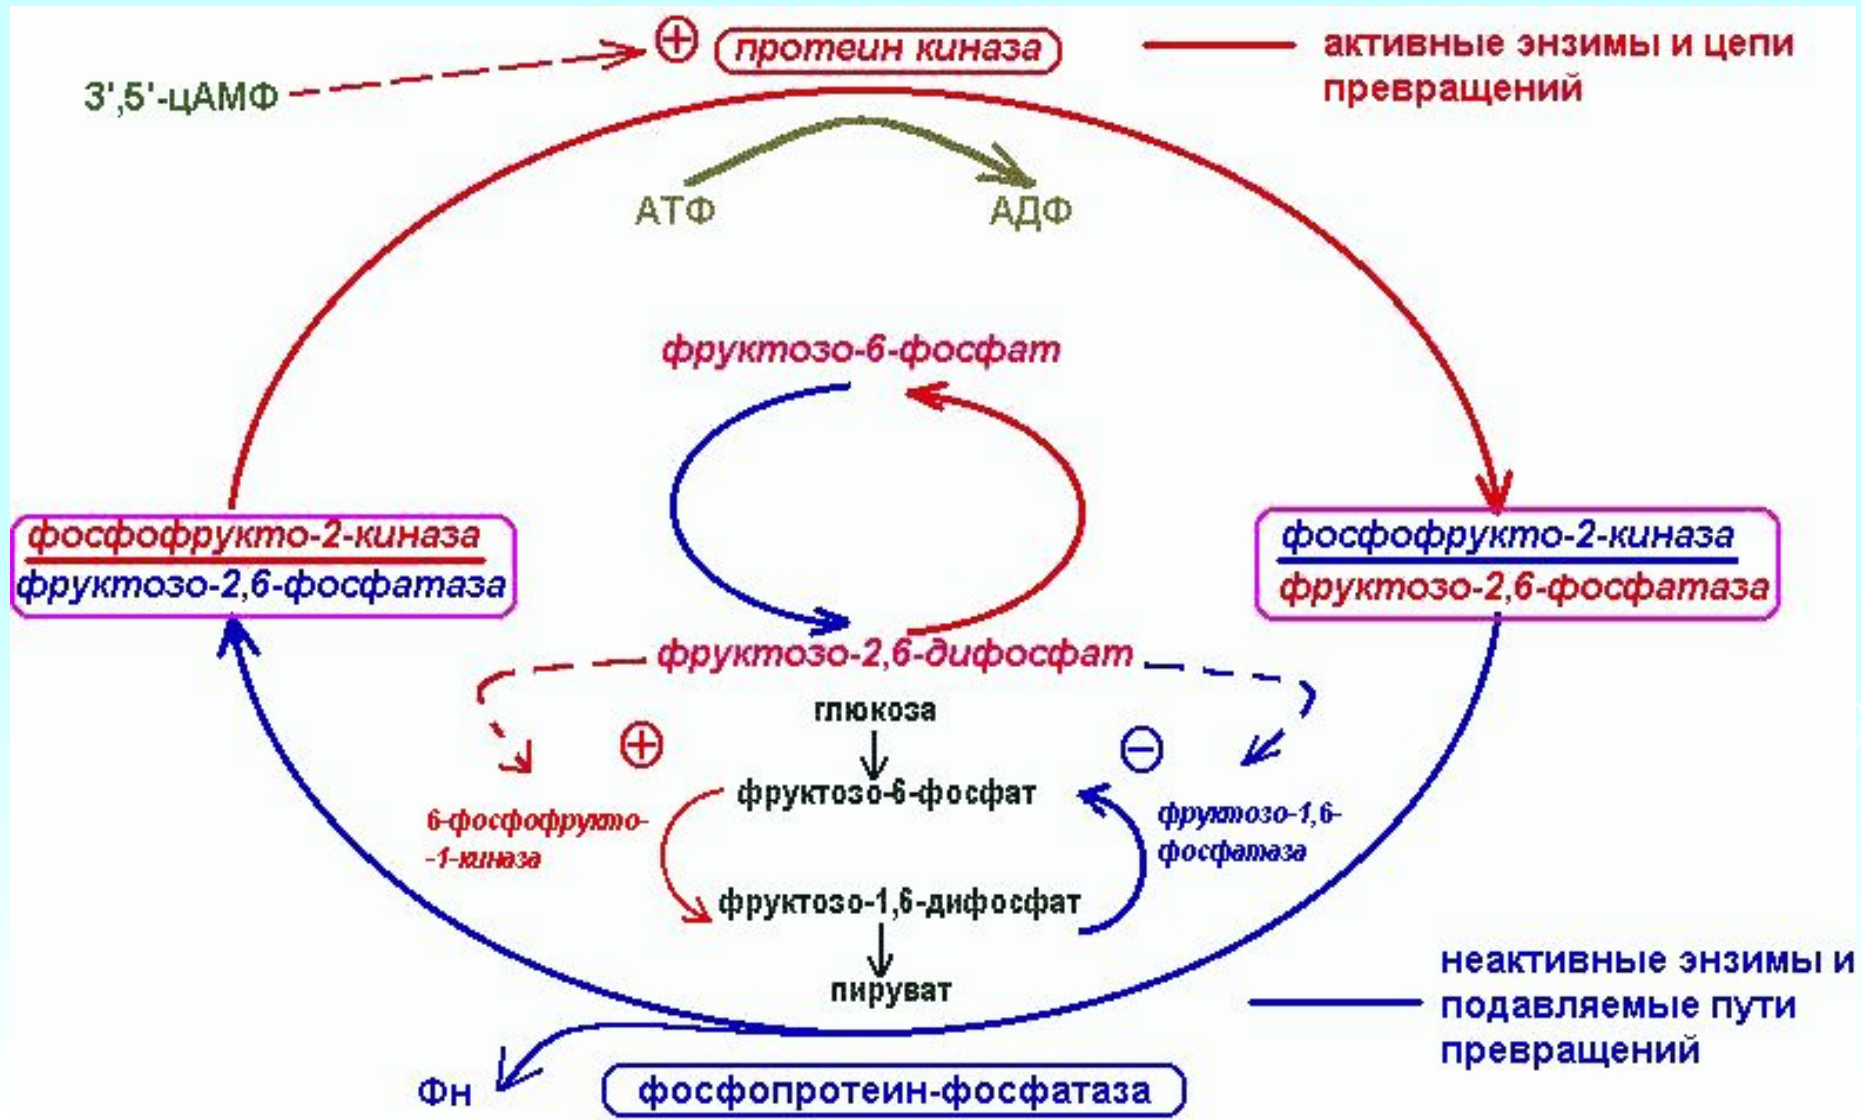 протеин киназа
активные энзимы и цепи
превращений
3',5'-цАМФ
АТФ
АДФ
фруктозо-6-фосфат
фосфофрукто-2-киназа
фруктозо-2,6-фосфатаза
фосфофрукто-2-киназа
фруктозо-2,6-фосфатаза
фруктозо-2,6-дифосфат
глюкоза
фруктозо-6-фосфат
6-фосфофрукто-
-1-киназа
фруктозо-1,6-
фосфатаза
фруктозо-1,6-дифосфат
пируват
неактивные энзимы и
подавляемые пути
превращений
Фн
фосфопротеин-фосфатаза